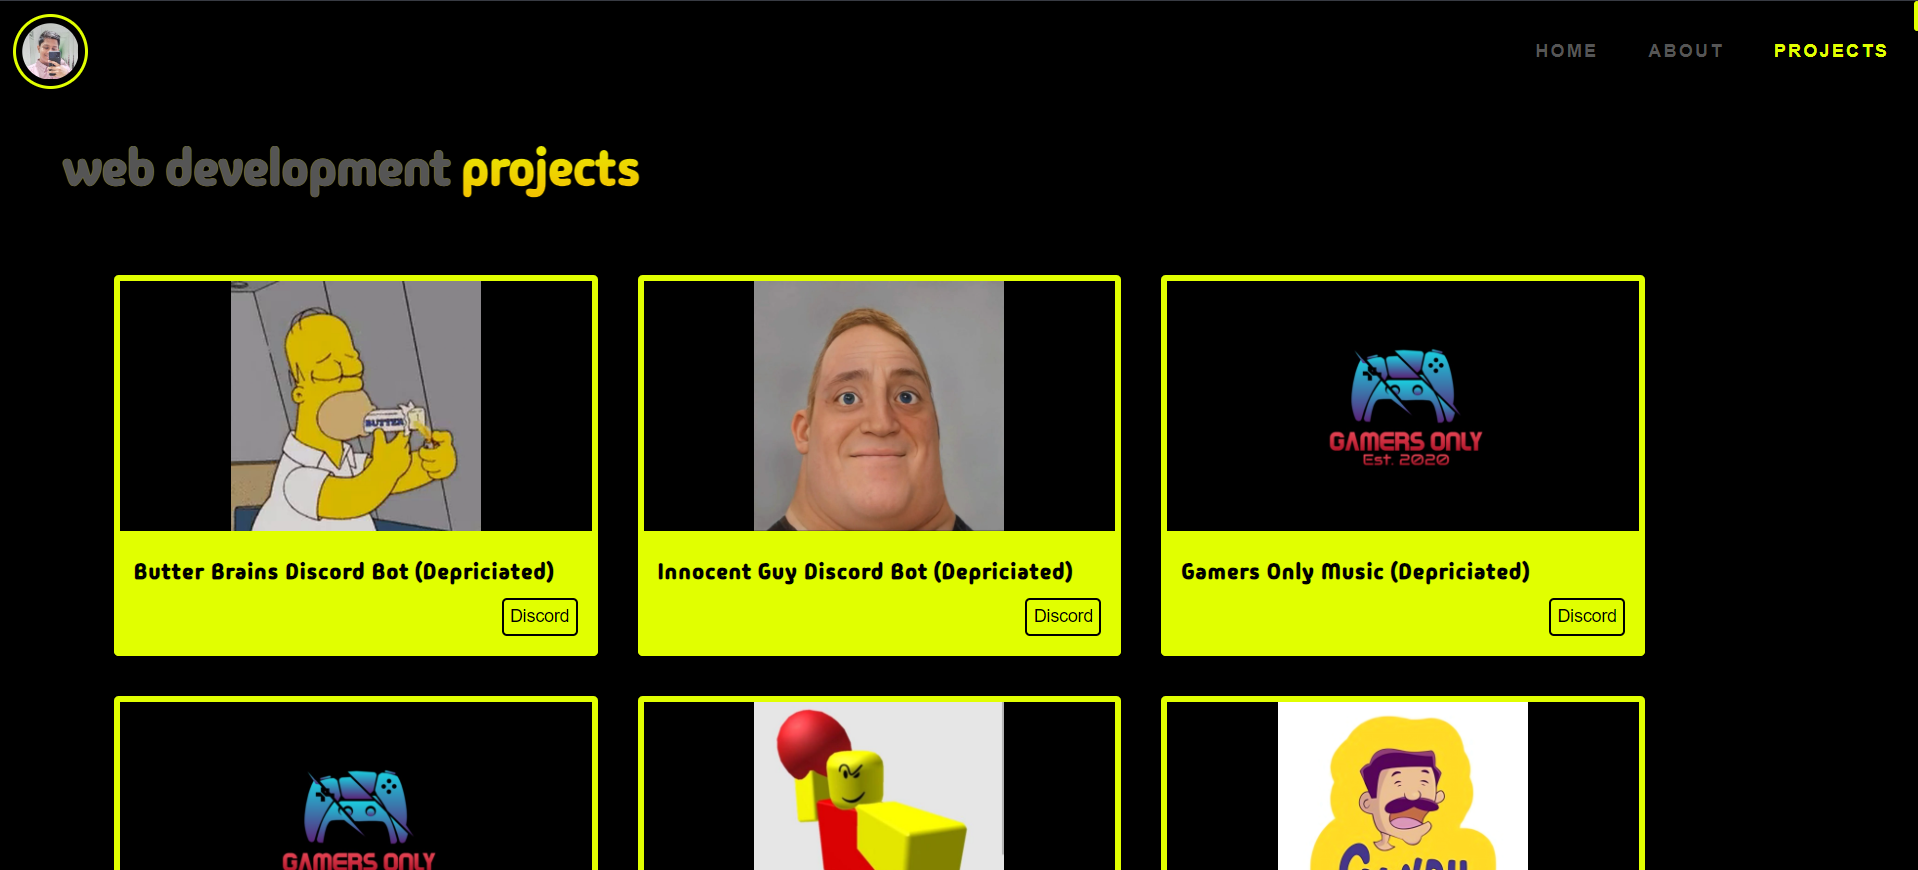 HOME ABOUT PROJECTS
web development projects
BUTTER
GAMERS ONLY
Est. 2020
Butter Brains Discord Bot (Depriciated)
Innocent Guy Discord Bot (Depriciated)
Gamers Only Music (Depriciated)
Discord
Discord
Discord
GAMERS ONLY